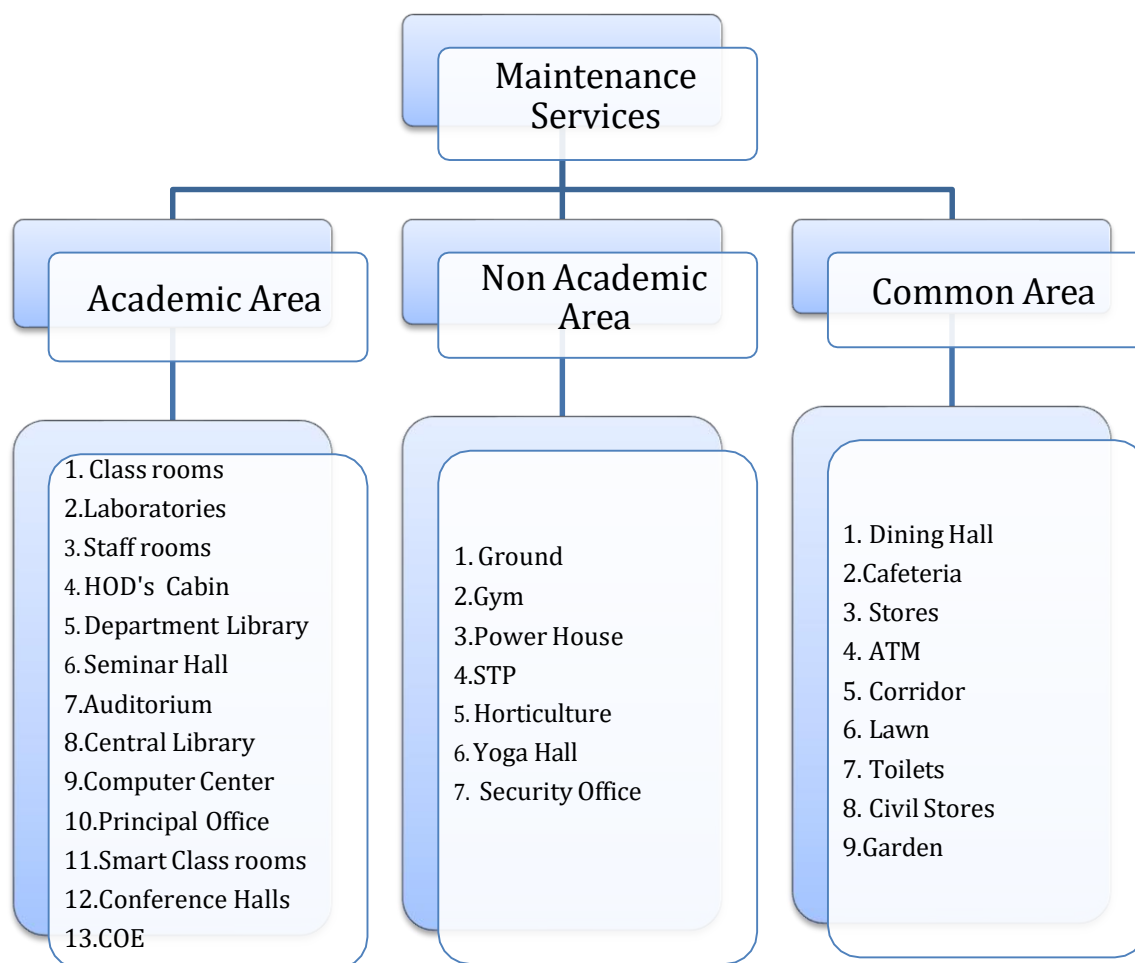 Maintenance
Services
Academic Area
Non Academic
Area
Common Area
1. Class rooms
2.Laboratories
3. Staff rooms
4. HOD's Cabin
5. Department Library
6. Seminar Hall
7.Auditorium
8.Central Library
9.Computer Center
10.Principal Office
11.Smart Class rooms
12.Conference Halls
13.COE
1. Ground
2.Gym
3.Power House
4.STP
5. Horticulture
6. Yoga Hall
7. Security Office
1. Dining Hall
2.Cafeteria
3. Stores
4. ATM
5. Corridor
6. Lawn
7. Toilets
8. Civil Stores
9.Garden